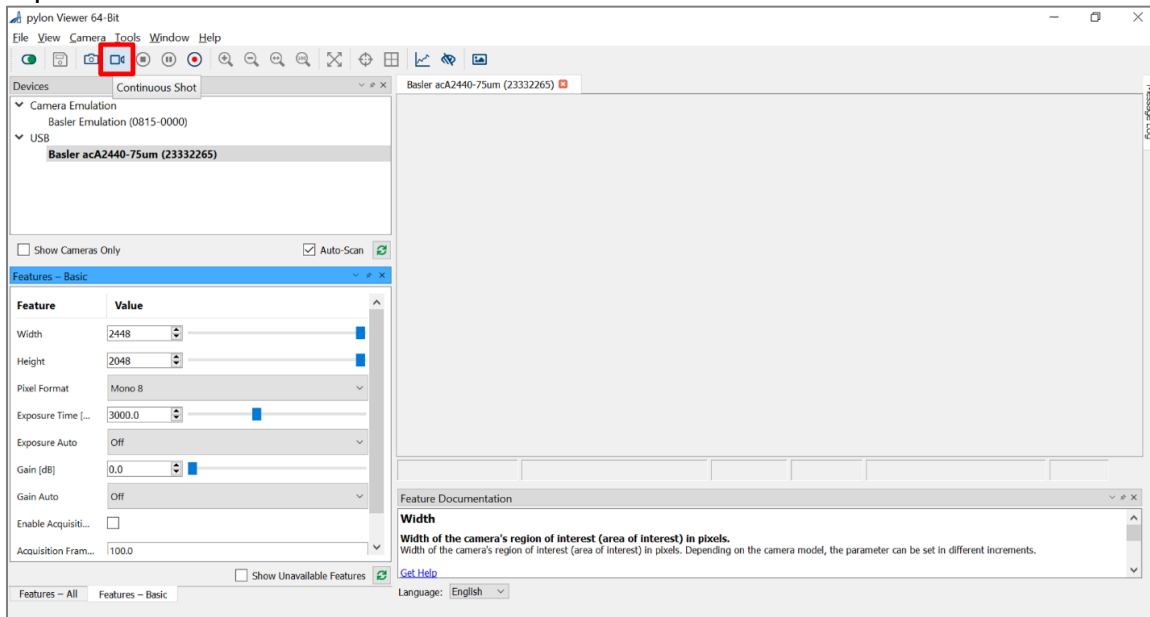 pylon Viewer 64-Bit
File View Camera Tools Window Help
Continuous Shot
Devices
Camera Emulation
Basler Emulation (0815-0000)
USB
Basler acA2440-75um (23332265)
Show Cameras Only
Auto-Scan
Features – Basic
Feature Value
Width 2448
Height 2048
Pixel Format Mono 8
Exposure Time [... 3000.0
Exposure Auto Off
Gain [dB] 0.0
Gain Auto Off
Enable Acquisiti...
Acquisition Fram... 100.0
Show Unavailable Features
Features – All Features – Basic
Basler acA2440-75um (23332265)
Message Log
Feature Documentation
Width
Width of the camera's region of interest (area of interest) in pixels.
Width of the camera's region of interest (area of interest) in pixels. Depending on the camera model, the parameter can be set in different increments.
Get Help
Language: English